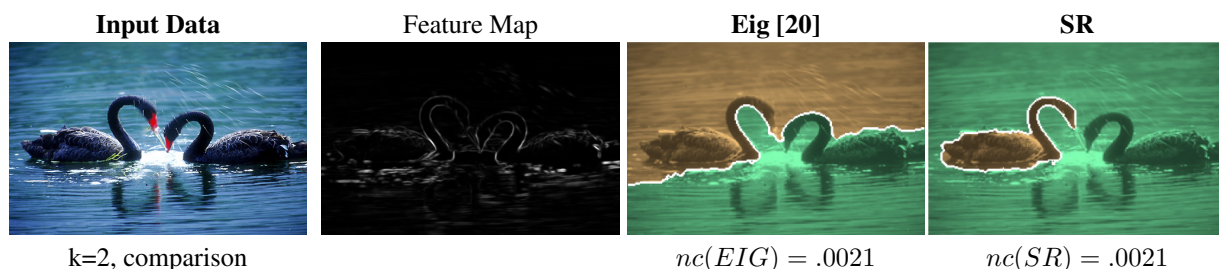 Input Data Feature Map Eig [20] SR
k=2, comparison nc(EIG) = .0021 nc(SR) = .0021